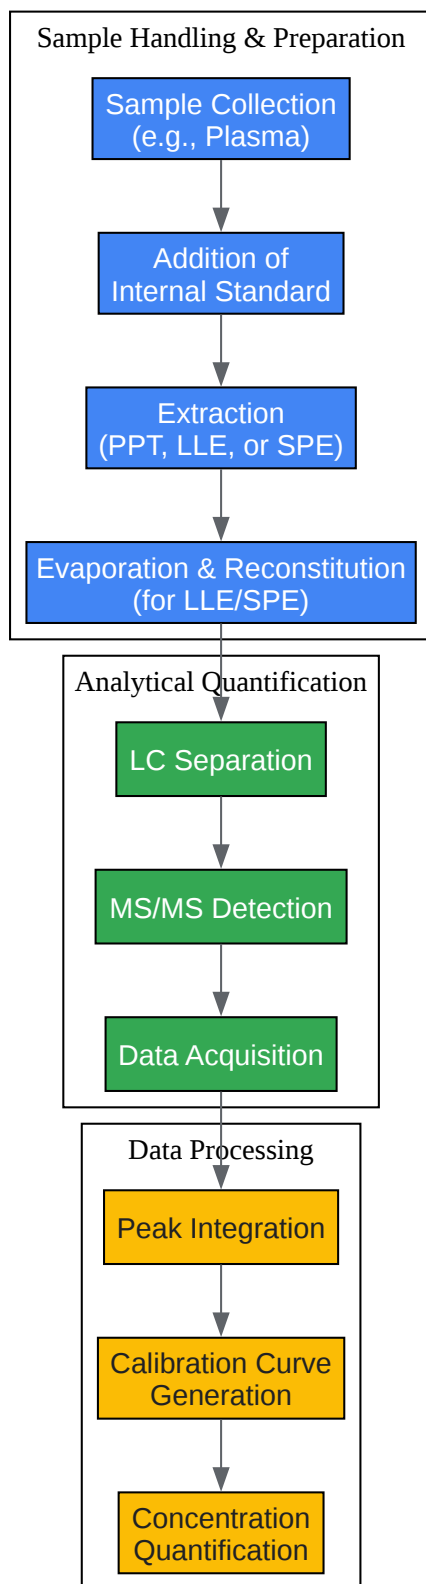 Sample Handling & Preparation
Sample Collection
(e.g., Plasma)
Addition of
Internal Standard
Extraction
(PPT, LLE, or SPE)
Evaporation & Reconstitution
(for LLE/SPE)
Analytical Quantification
LC Separation
MS/MS Detection
Data Acquisition
Data Processing
Peak Integration
Calibration Curve
Generation
Concentration
Quantification